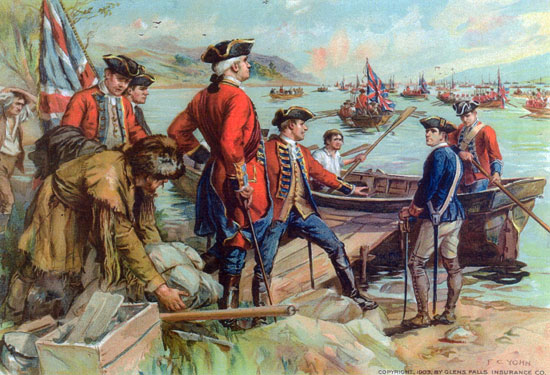 F. C. YOHN
COPYRIGHT, 1903, BY GLENS FALLS INSURANCE CO.